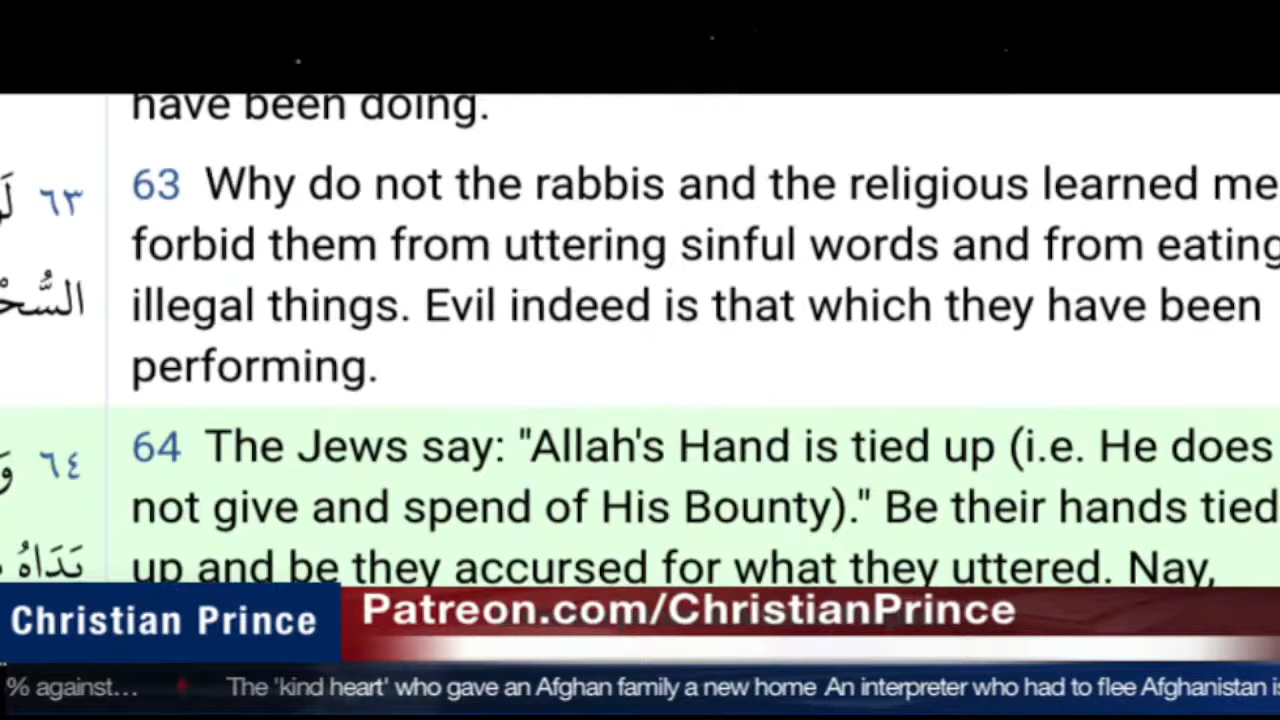 have been doing.
63 Why do not the rabbis and the religious learned me
٦٣
forbid them from uttering sinful words and from eating
illegal things. Evil indeed is that which they have been
السُّحْ
performing.
64 The Jews say: "Allah's Hand is tied up (i.e. He does
٦٤
not give and spend of His Bounty)." Be their hands tied
up and be they accursed for what they uttered. Nay,
يَدَاهُ
Christian Prince
Patreon.com/ChristianPrince
% against... The 'kind heart' who gave an Afghan family a new home An interpreter who had to flee Afghanistan